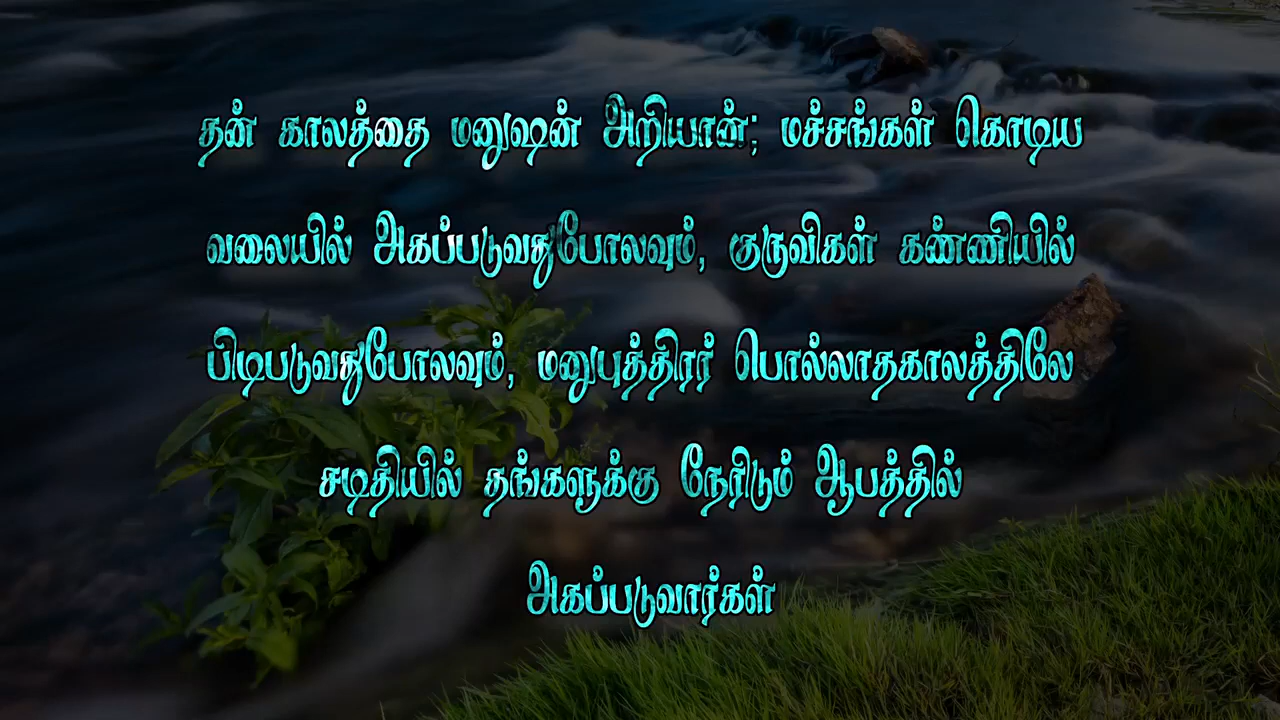 தன் காலத்தை மனுஷன் அறியான்; மச்சங்கள் கொடிய
வலையில் அகப்படுவதுபோலவும், குருவிகள் கண்ணியில்
பிடிபடுவதுபோலவும், மனுபுத்திரர் பொல்லாதகாலத்திலே
சடிதியில் தங்களுக்கு நேரிடும் ஆபத்தில்
அகப்படுவார்கள்